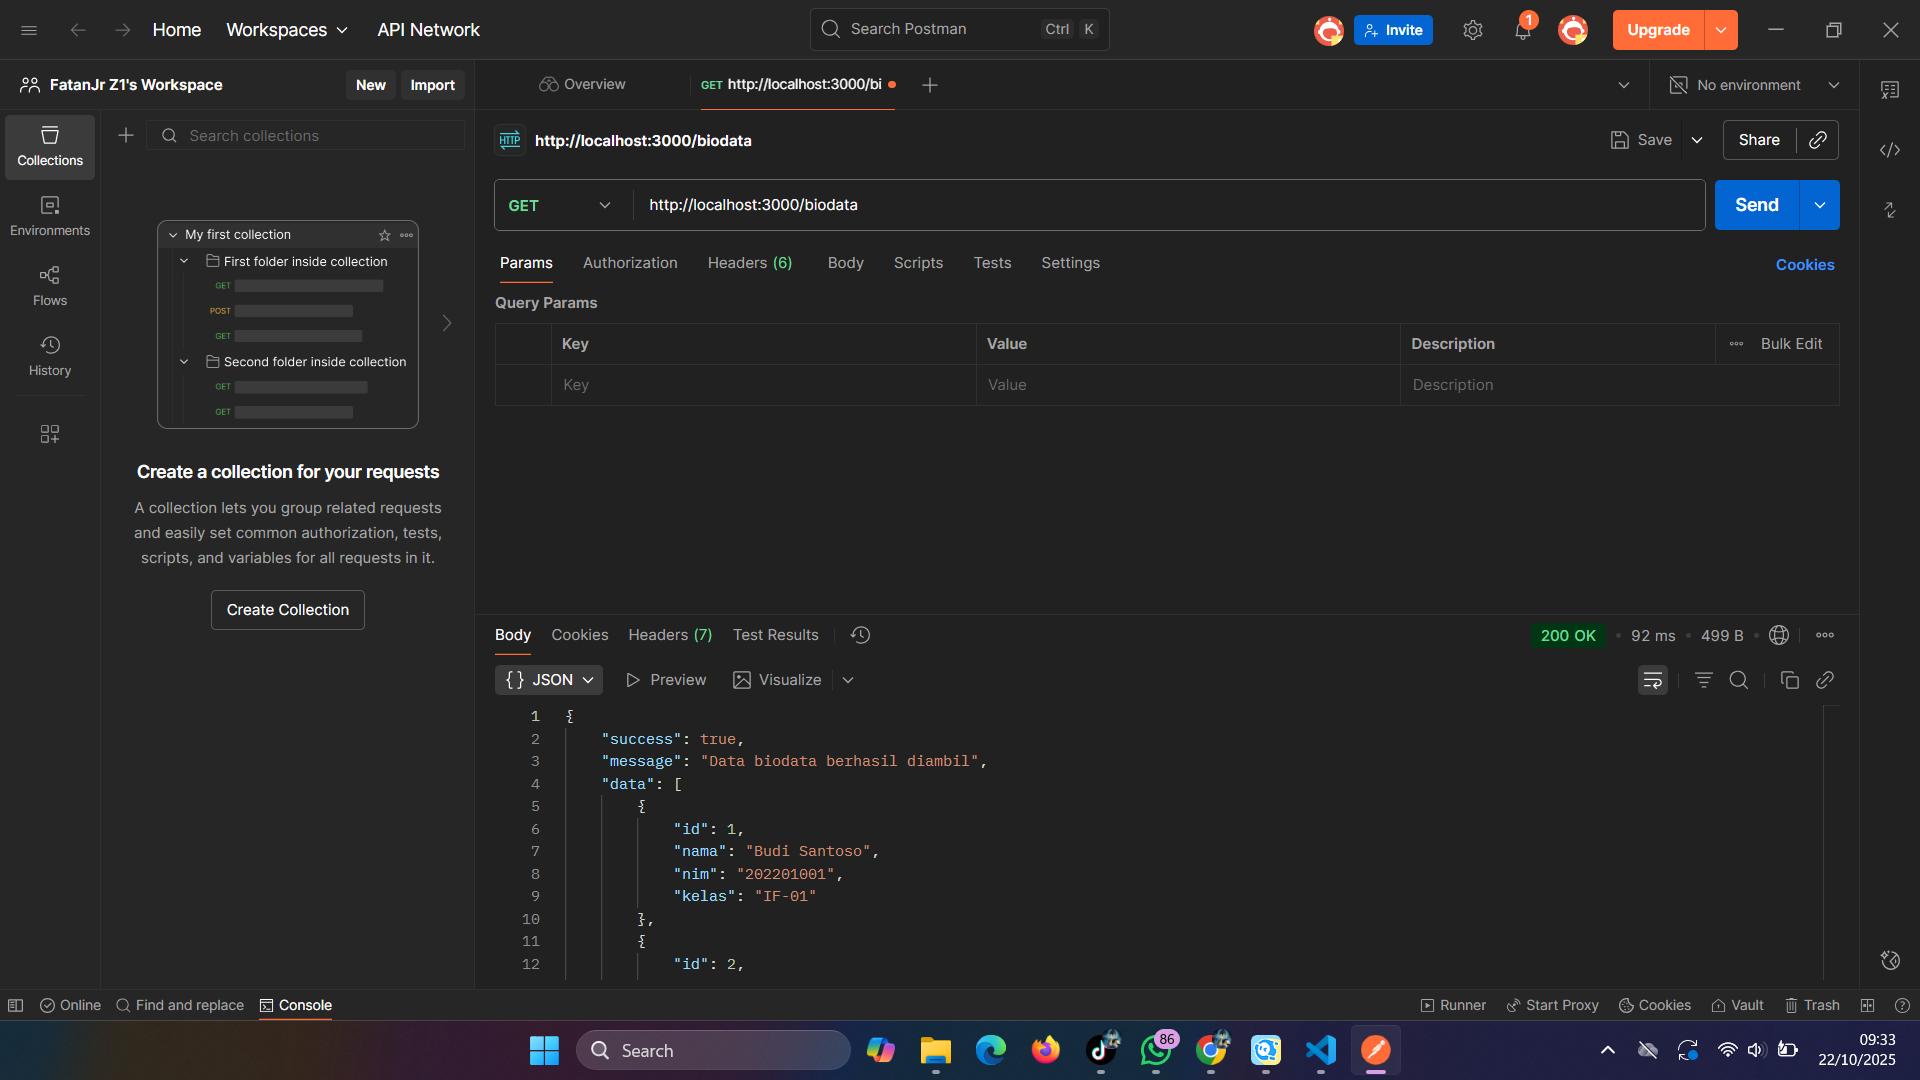 Home
Workspaces
API Network
Search Postman
Ctrl K
Invite
1
Upgrade
FatanJr Z1's Workspace
New
Import
Overview
GET http://localhost:3000/bi
No environment
Collections
Search collections
HTTP http://localhost:3000/biodata
Save
Share
Environments
GET
http://localhost:3000/biodata
Send
Flows
History
My first collection
First folder inside collection
GET
POST
GET
Second folder inside collection
GET
GET
Create a collection for your requests
A collection lets you group related requests
and easily set common authorization, tests,
scripts, and variables for all requests in it.
Create Collection
Params
Authorization
Headers (6)
Body
Scripts
Tests
Settings
Cookies
Query Params
Key
Value
Description
Bulk Edit
Key
Value
Description
Body
Cookies
Headers (7)
Test Results
200 OK
92 ms
499 B
{} JSON
Preview
Visualize
1 {
2 "success": true,
3 "message": "Data biodata berhasil diambil",
4 "data": [
5 {
6 "id": 1,
7 "nama": "Budi Santoso",
8 "nim": "202201001",
9 "kelas": "IF-01"
10 },
11 {
12 "id": 2,
Online
Find and replace
Console
Runner
Start Proxy
Cookies
Vault
Trash
Search
86
09:33
22/10/2025